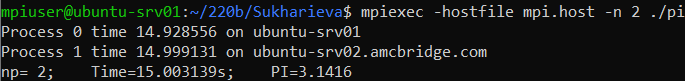 mpiuser@ubuntu-srv01:~/220b/Sukharieva$ mpiexec -hostfile mpi.host -n 2 ./pi
Process 0 time 14.928556 on ubuntu-srv01
Process 1 time 14.999131 on ubuntu-srv02.amcbridge.com
np= 2;    Time=15.003139s;    PI=3.1416